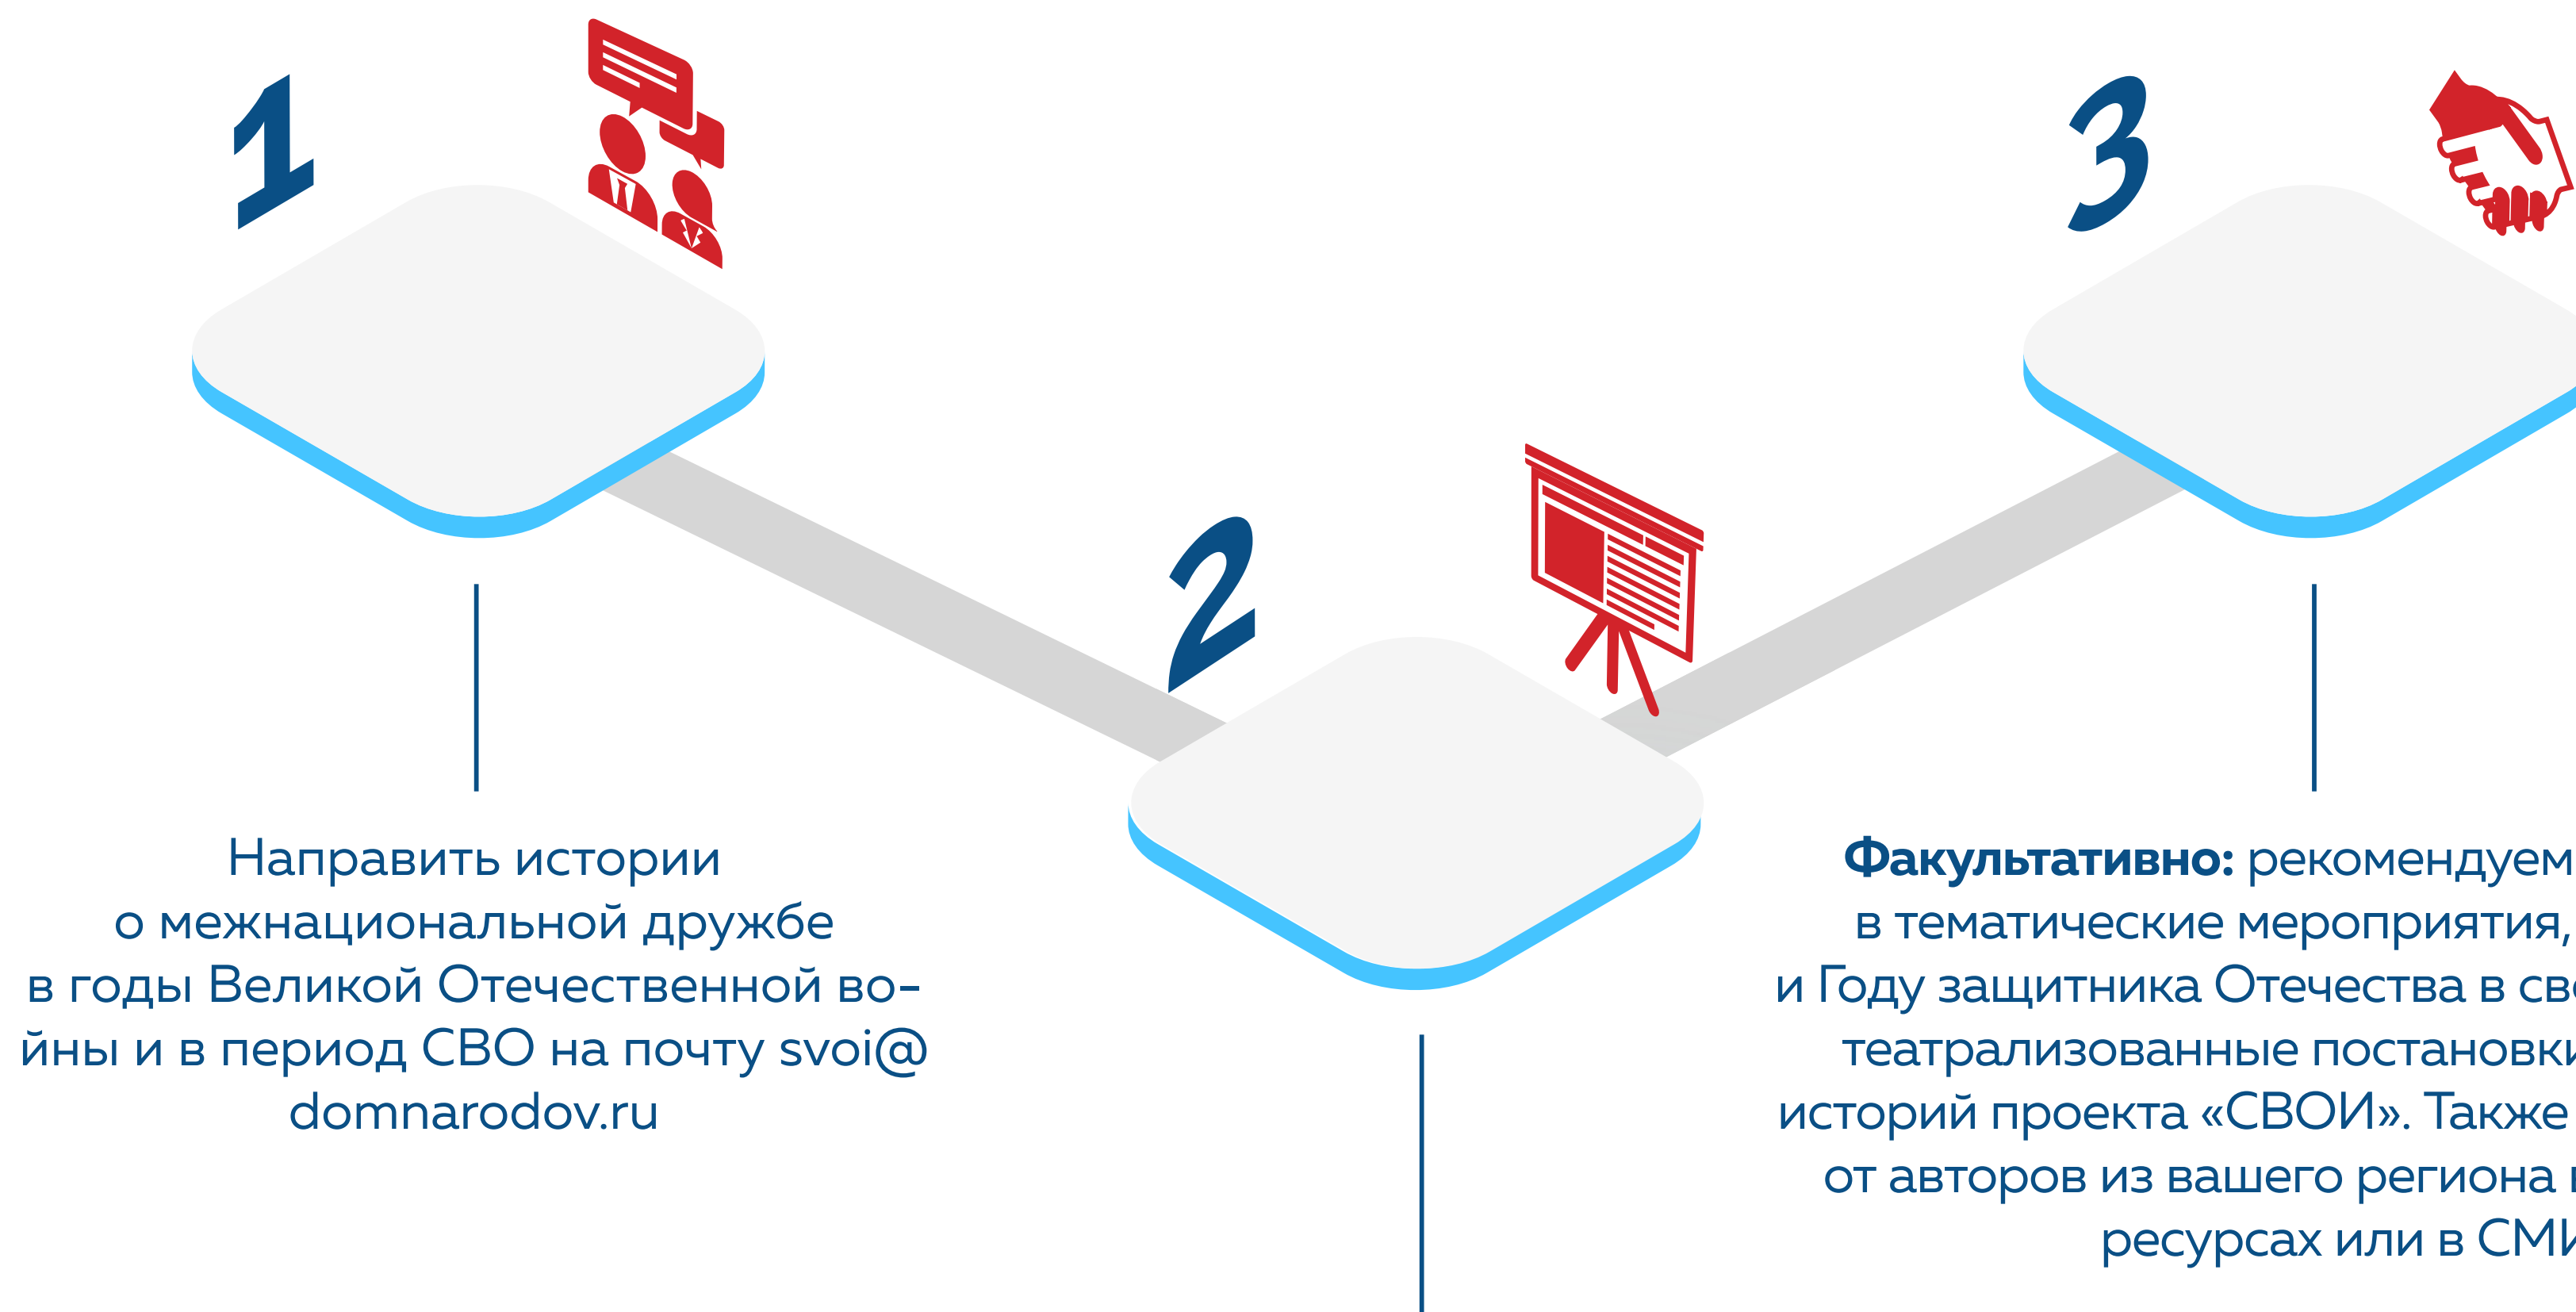 1
Направить истории
о межнациональной дружбе
в годы Великой Отечественной во-
йны и в период СВО на почту svoi@
domnarodov.ru
2
3
Факультативно: рекомендуем
в тематические мероприятия,
и Году защитника Отечества в
театрализованные постановки
историй проекта «СВОИ». Также
от авторов из вашего региона
ресурсах или в СМИ